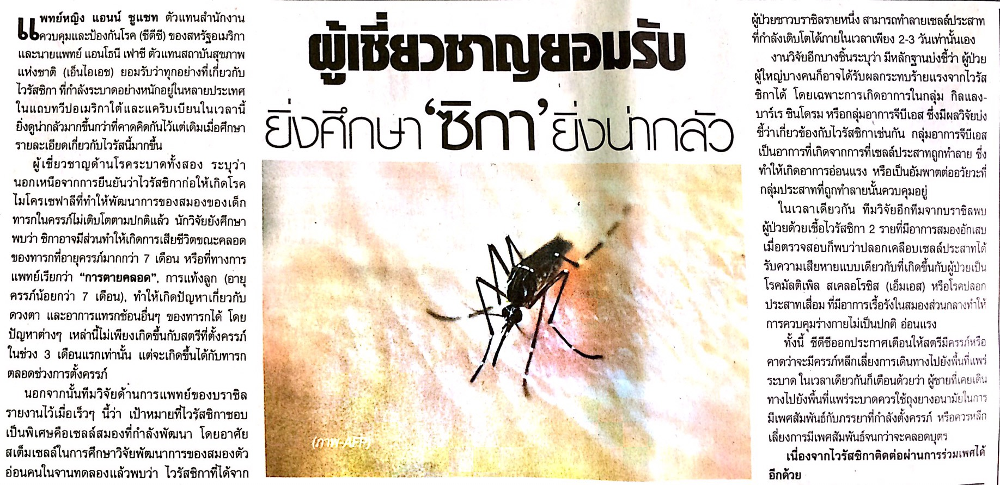 ผู้เชี่ยวชาญยอมรับ
ยิ่งศึกษา ‘ซิกา’ ยิ่งน่ากลัว
แพทย์หญิง แอนน์ ชูแชท ตัวแทนสำนักงาน
ควบคุมและป้องกันโรค (ซีดีซี) ของสหรัฐอเมริกา
และนายแพทย์ แอนโธนี เฟาซี ตัวแทนสถาบันสุขภาพ
แห่งชาติ (เอ็นไอเอช) ยอมรับว่าทุกอย่างที่เกี่ยวกับ
ไวรัสซิกา ที่กำลังระบาดอย่างหนักอยู่ในหลายประเทศ
ในแถบทวีปอเมริกาใต้และแคริบเบียนในเวลานี้
ยิ่งดูน่ากลัวมากขึ้นกว่าที่คาดคิดกันไว้แต่เดิมเมื่อศึกษา
รายละเอียดเกี่ยวกับไวรัสนี้มากขึ้น
ผู้เชี่ยวชาญด้านโรคระบาดทั้งสอง ระบุว่า
นอกเหนือจากการยืนยันว่าไวรัสซิกาก่อให้เกิดโรค
ไมโครเซฟาลีที่ทำให้พัฒนาการของสมองของเด็ก
ทารกในครรภ์ไม่เติบโตตามปกติแล้ว นักวิจัยยังศึกษา
พบว่า ซิกาอาจมีส่วนทำให้เกิดการเสียชีวิตขณะคลอด
ของทารกที่อายุครรภ์มากกว่า 7 เดือน หรือที่ทางการ
แพทย์เรียกว่า “การตายคลอด”, การแท้งลูก (อายุ
ครรภ์น้อยกว่า 7 เดือน), ทำให้เกิดปัญหาเกี่ยวกับ
ดวงตา และอาการแทรกซ้อนอื่นๆ ของทารกได้ โดย
ปัญหาต่างๆ เหล่านี้ไม่เพียงเกิดขึ้นกับสตรีที่ตั้งครรภ์
ในช่วง 3 เดือนแรกเท่านั้น แต่จะเกิดขึ้นได้กับทารก
ตลอดช่วงการตั้งครรภ์
นอกจากนั้นทีมวิจัยด้านการแพทย์ของบราซิล
รายงานไว้เมื่อเร็วๆ นี้ว่า เป้าหมายที่ไวรัสซิกาชอบ
เป็นพิเศษคือเซลล์สมองที่กำลังพัฒนา โดยอาศัย
สเต็มเซลล์ในการศึกษาวิจัยพัฒนาการของสมองตัว
อ่อนคนในจานทดลองแล้วพบว่า ไวรัสซิกาที่ได้จาก
(ภาพ-AFP)
ผู้ป่วยชาวบราซิลรายหนึ่ง สามารถทำลายเซลล์ประสาท
ที่กำลังเติบโตได้ภายในเวลาเพียง 2-3 วันเท่านั้นเอง
งานวิจัยอีกบางชิ้นระบุว่า มีหลักฐานบ่งชี้ว่า ผู้ป่วย
ผู้ใหญ่บางคนก็อาจได้รับผลกระทบร้ายแรงจากไวรัส
ซิกาได้ โดยเฉพาะการเกิดอาการในกลุ่ม กิลแลง-
บาร์เร ซินโดรม หรือกลุ่มอาการจีบีเอส ซึ่งมีผลวิจัยบ่ง
ชี้ว่าเกี่ยวข้องกับไวรัสซิกาเช่นกัน กลุ่มอาการจีบีเอส
เป็นอาการที่เกิดจากการที่เซลล์ประสาทถูกทำลาย ซึ่ง
ทำให้เกิดอาการอ่อนแรง หรือเป็นอัมพาตต่ออวัยวะที่
กลุ่มประสาทที่ถูกทำลายนั้นควบคุมอยู่
ในเวลาเดียวกัน ทีมวิจัยอีกทีมจากบราซิลพบ
ผู้ป่วยด้วยเชื้อไวรัสซิกา 2 รายที่มีอาการสมองอักเสบ
เมื่อตรวจสอบก็พบว่าปลอกเคลือบเซลล์ประสาทได้
รับความเสียหายแบบเดียวกับที่เกิดขึ้นกับผู้ป่วยเป็น
โรคมัลติเพิล สเคลอโรซิส (เอ็มเอส) หรือโรคปลอก
ประสาทเสื่อม ที่มีอาการเรื้อรังในสมองส่วนกลางทำให้
การควบคุมร่างกายไม่เป็นปกติ อ่อนแรง
ทั้งนี้ ซีดีซีออกประกาศเตือนให้สตรีมีครรภ์หรือ
คาดว่าจะมีครรภ์หลีกเลี่ยงการเดินทางไปยังพื้นที่แพร่
ระบาด ในเวลาเดียวกันก็เตือนด้วยว่า ผู้ชายที่เคยเดิน
ทางไปยังพื้นที่แพร่ระบาดควรใช้ถุงยางอนามัยในการ
มีเพศสัมพันธ์กับภรรยาที่กำลังตั้งครรภ์ หรือควรหลีก
เลี่ยงการมีเพศสัมพันธ์จนกว่าจะคลอดบุตร
เนื่องจากไวรัสซิกาติดต่อผ่านการร่วมเพศได้
อีกด้วย